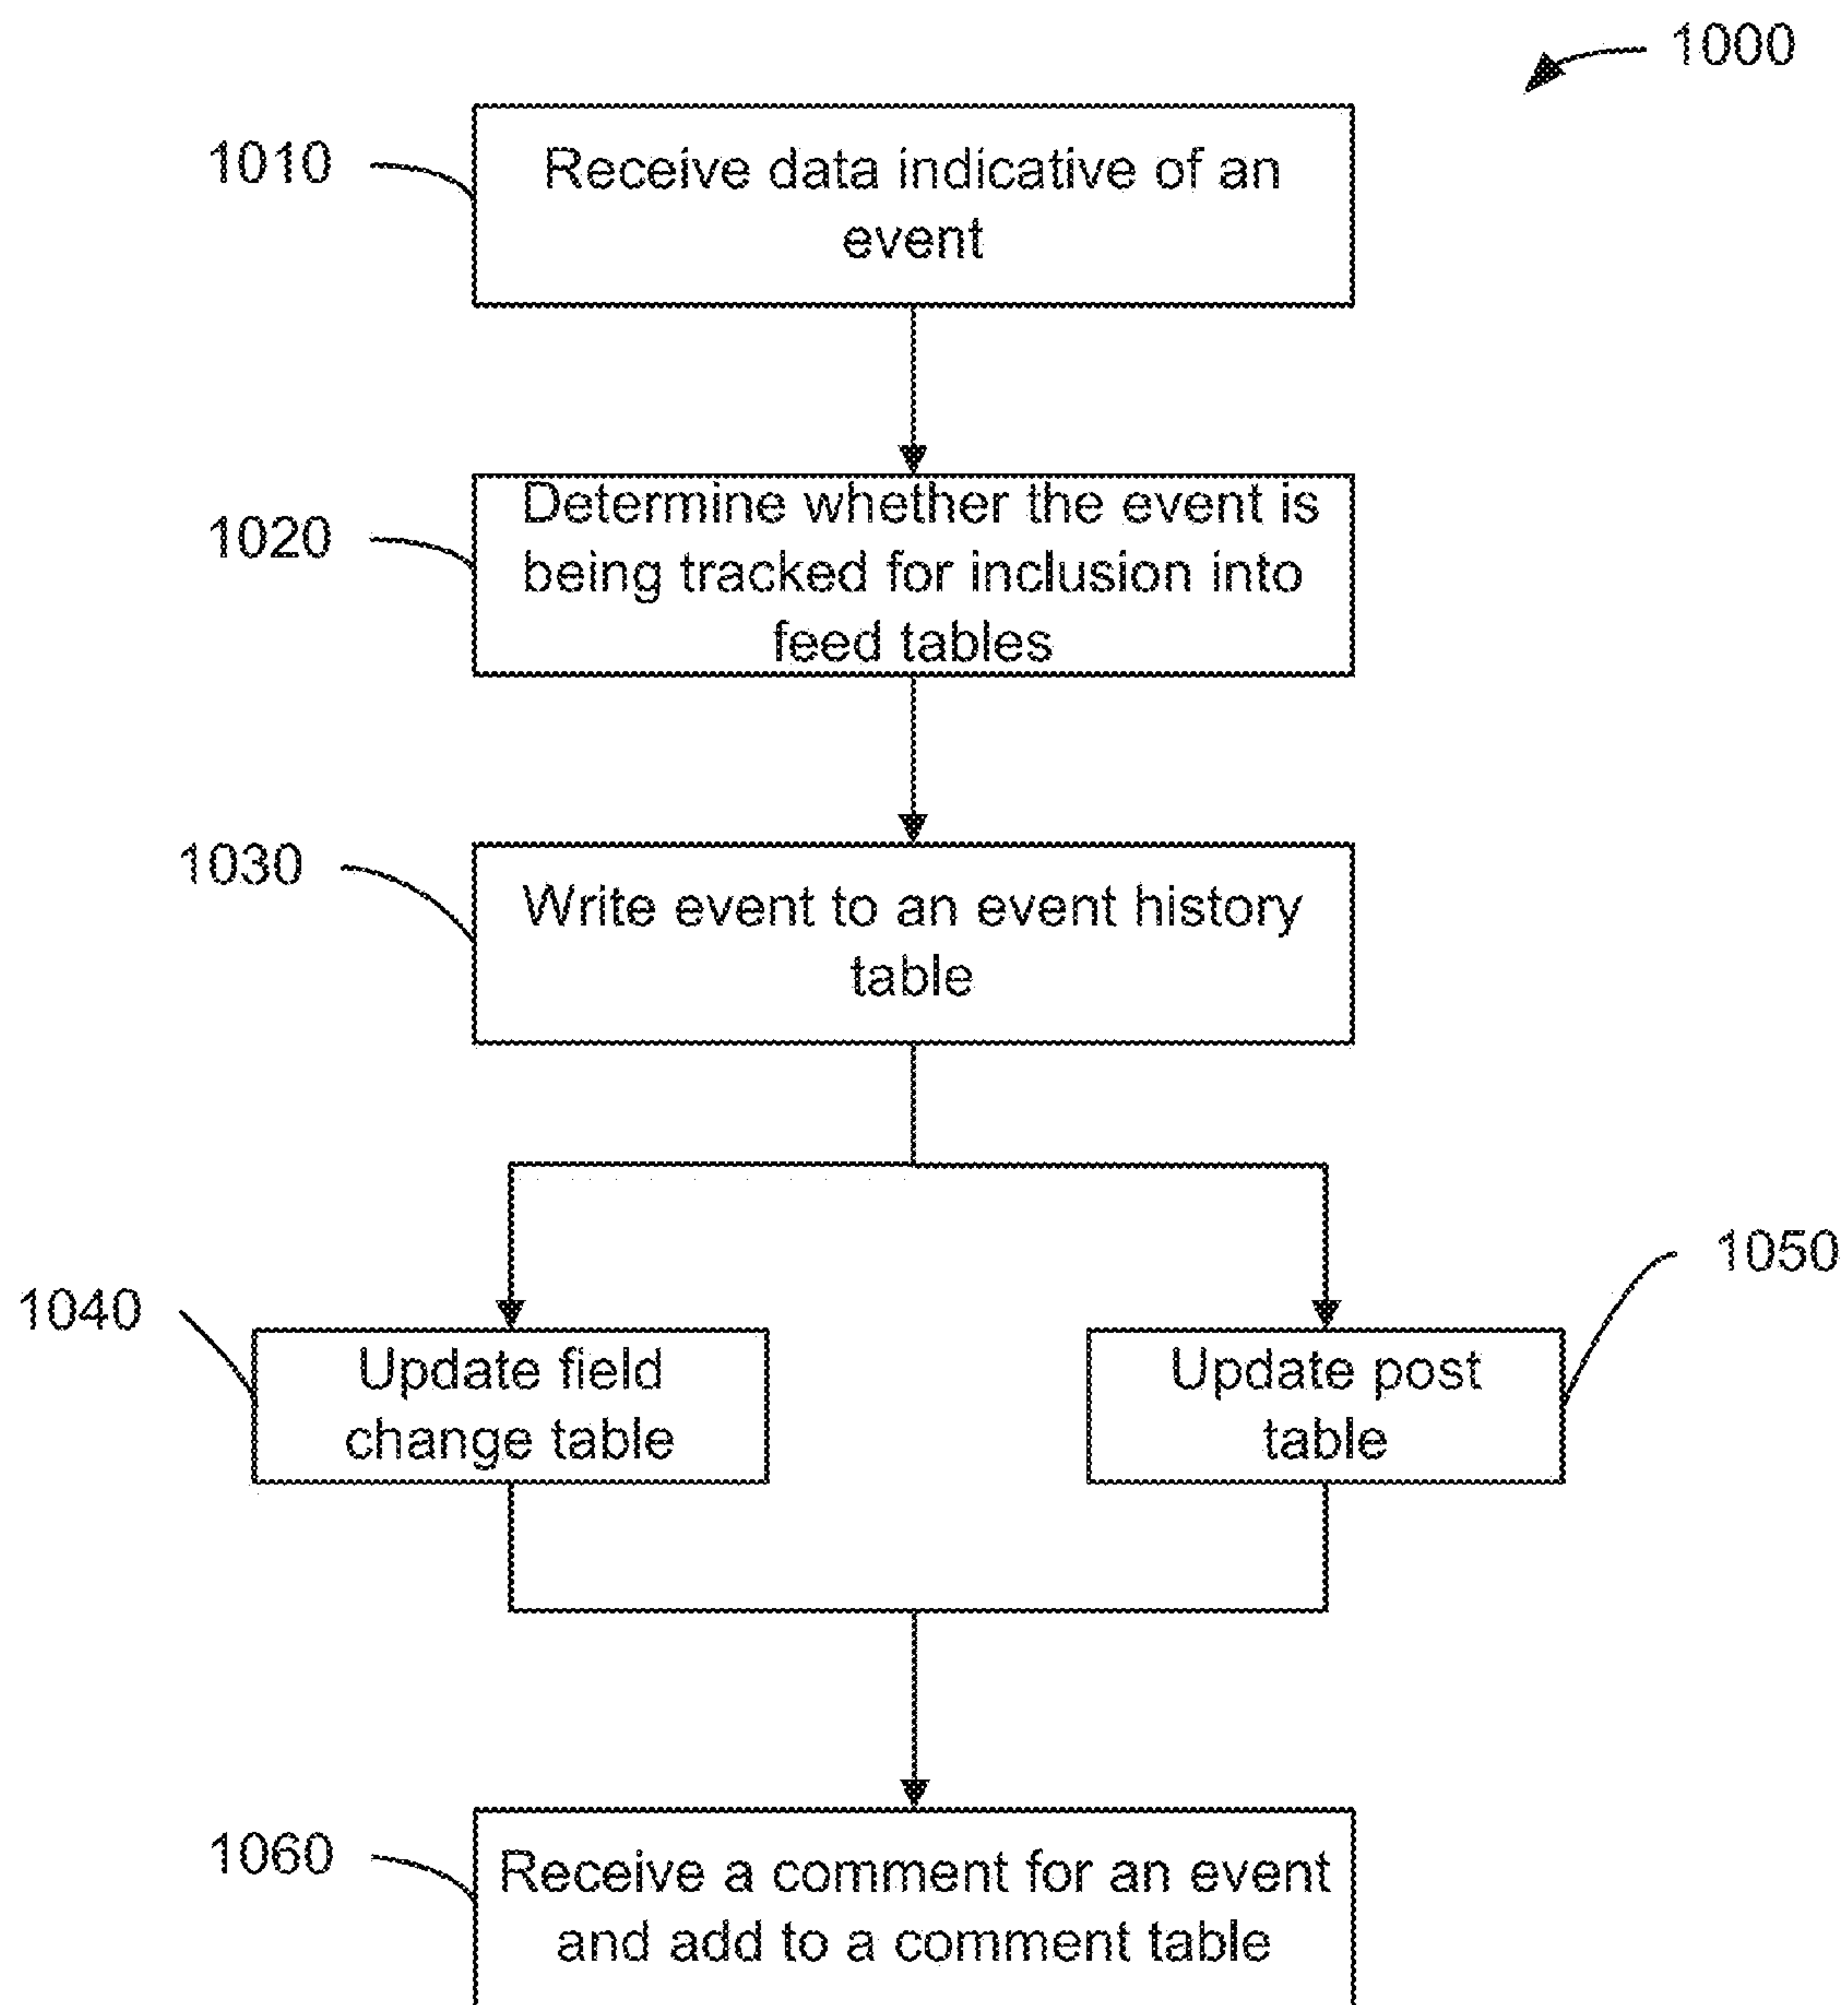 1000
1010
Receive data indicative of an
event
1020
Determine whether the event is
being tracked for inclusion into
feed tables
1030
Write event to an event history
table
1040
Update field
change table
1050
Update post
table
1060
Receive a comment for an event
and add to a comment table